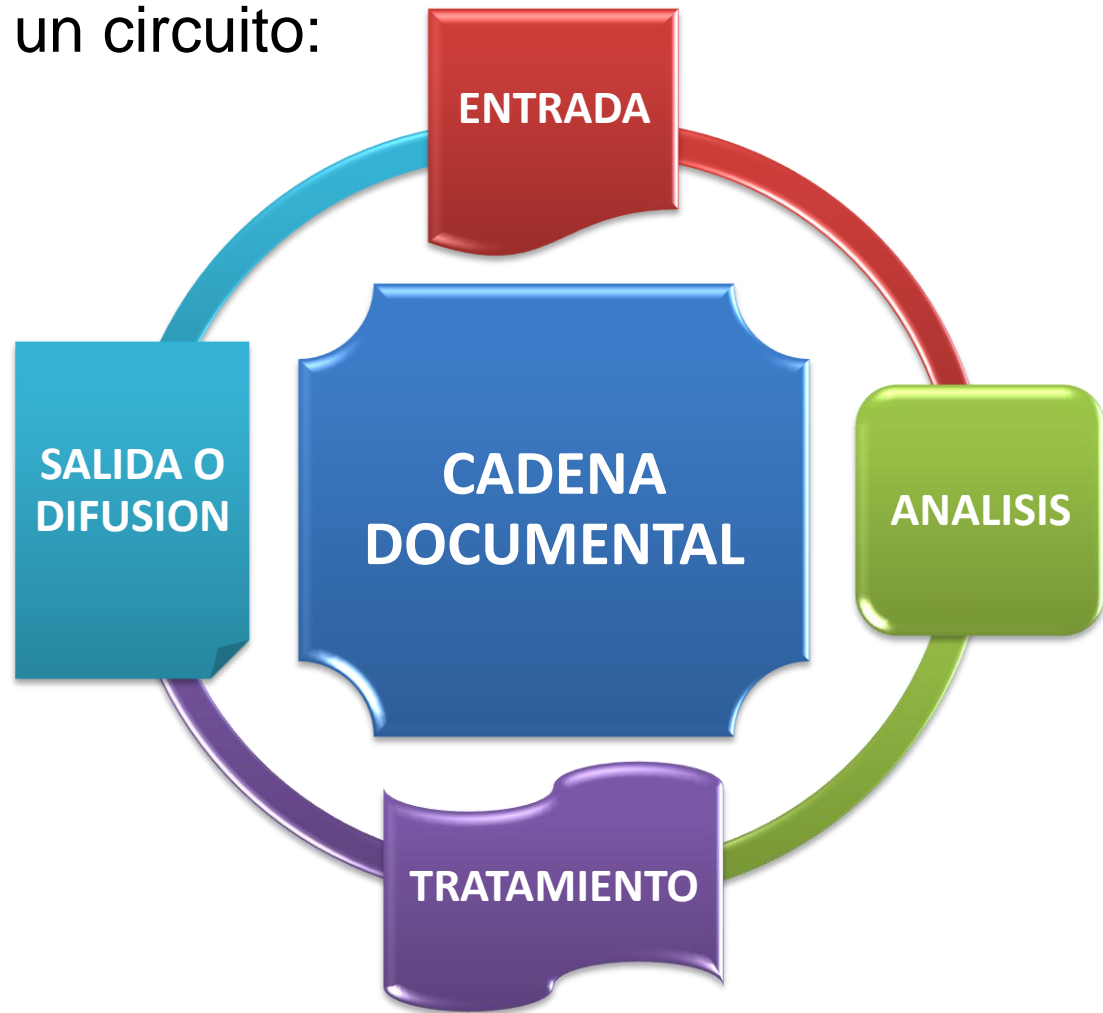 un circuito:
ENTRADA
ANALISIS
TRATAMIENTO
SALIDA O
DIFUSION
CADENA
DOCUMENTAL